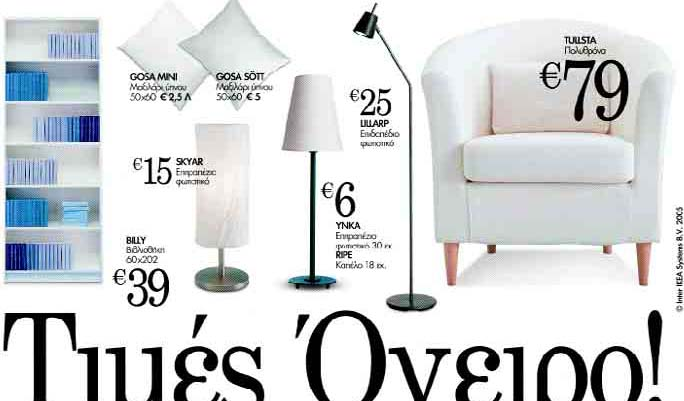 GOSA MINI
Μαξιλάρι ύπνου
50x60 €2,5 Λ
GOSA SÖTT
Μαξιλάρι ύπνου
50x60 €5
€25
LILLARP
Επιδαπέδιο
φωτιστικό
TULLSTA
Πολυθρόνα
€79
€15 SKYAR
Επιτραπέζιο
φωτιστικό
€6
YNKA
Επιτραπέζιο
φωτιστικό 30 εκ.
RIPE
Καπέλο 18 εκ.
BILLY
Βιβλιοθήκη
60x202
€39
© Inter IKEA Systems B.V. 2005
Τιμές Όνειρο!